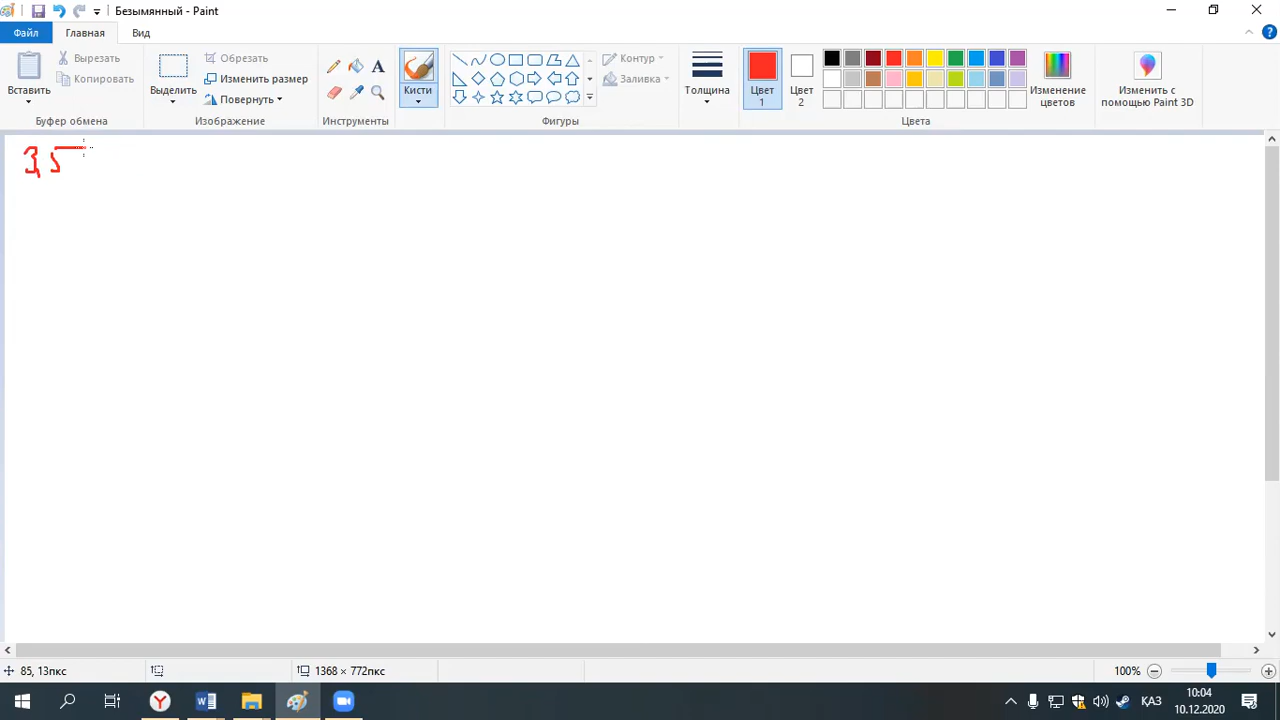 Безымянный - Paint
Файл Главная Вид
Вставить
Вырезать
Копировать
Буфер обмена
Выделить
Обрезать
Изменить размер
Повернуть
Изображение
A
Инструменты
Кисти
Контур
Заливка
Фигуры
Толщина
Цвет
1
Цвет
2
Изменение
цветов
Цвета
Изменить с
помощью Paint 3D
3,5
85, 13пкс 1368 × 772пкс 100%
ҚАЗ 10:04
10.12.2020